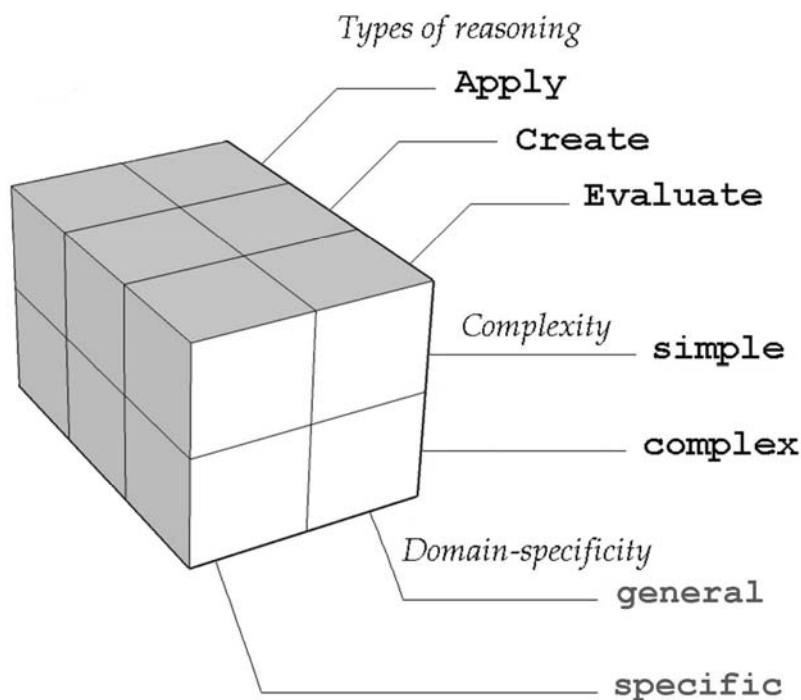 Types of reasoning
Apply
Create
Evaluate
Complexity
simple
complex
Domain-specificity
general
specific